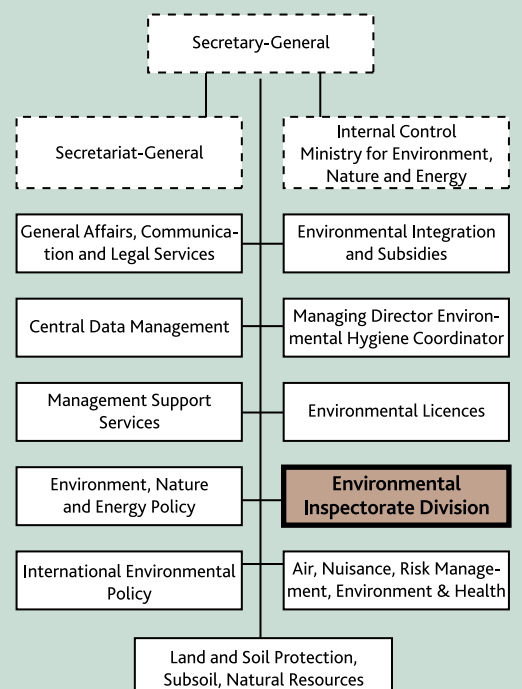 Secretary-General
Secretariat-General
Internal Control
Ministry for Environment,
Nature and Energy
General Affairs, Communica-
tion and Legal Services
Environmental Integration
and Subsidies
Central Data Management
Managing Director Environ-
mental Hygiene Coordinator
Management Support
Services
Environmental Licences
Environment, Nature
and Energy Policy
Environmental
Inspectorate Division
International Environmental
Policy
Air, Nuisance, Risk Manage-
ment, Environment & Health
Land and Soil Protection,
Subsoil, Natural Resources